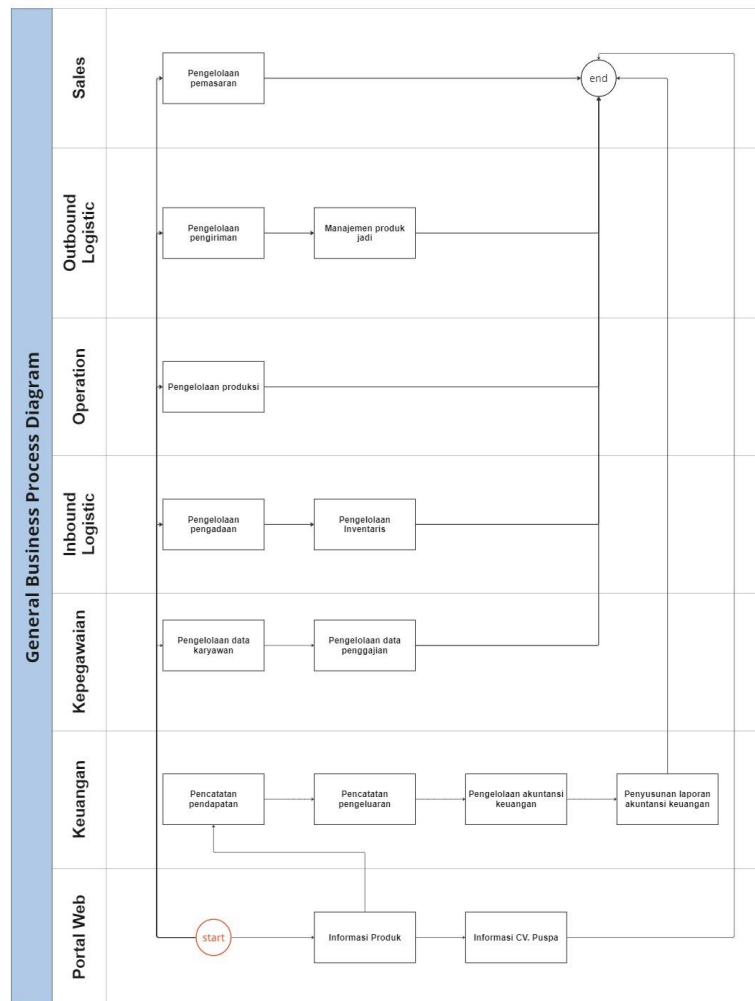 General Business Process Diagram
Sales
Pengelolaan
pemasaran
end
Outbound
Logistic
Pengelolaan
pengiriman
Manajemen produk
jadi
Operation
Pengelolaan produksi
Inbound
Logistic
Pengelolaan
pengadaan
Pengelolaan
Inventaris
Kepegawaian
Pengelolaan data
karyawan
Pengelolaan data
penggajian
Keuangan
Pencatatan
pendapatan
Pencatatan
pengeluaran
Pengelolaan akuntansi
keuangan
Penyusunan laporan
akuntansi keuangan
Portal Web
start
Informasi Produk
Informasi CV. Puspa